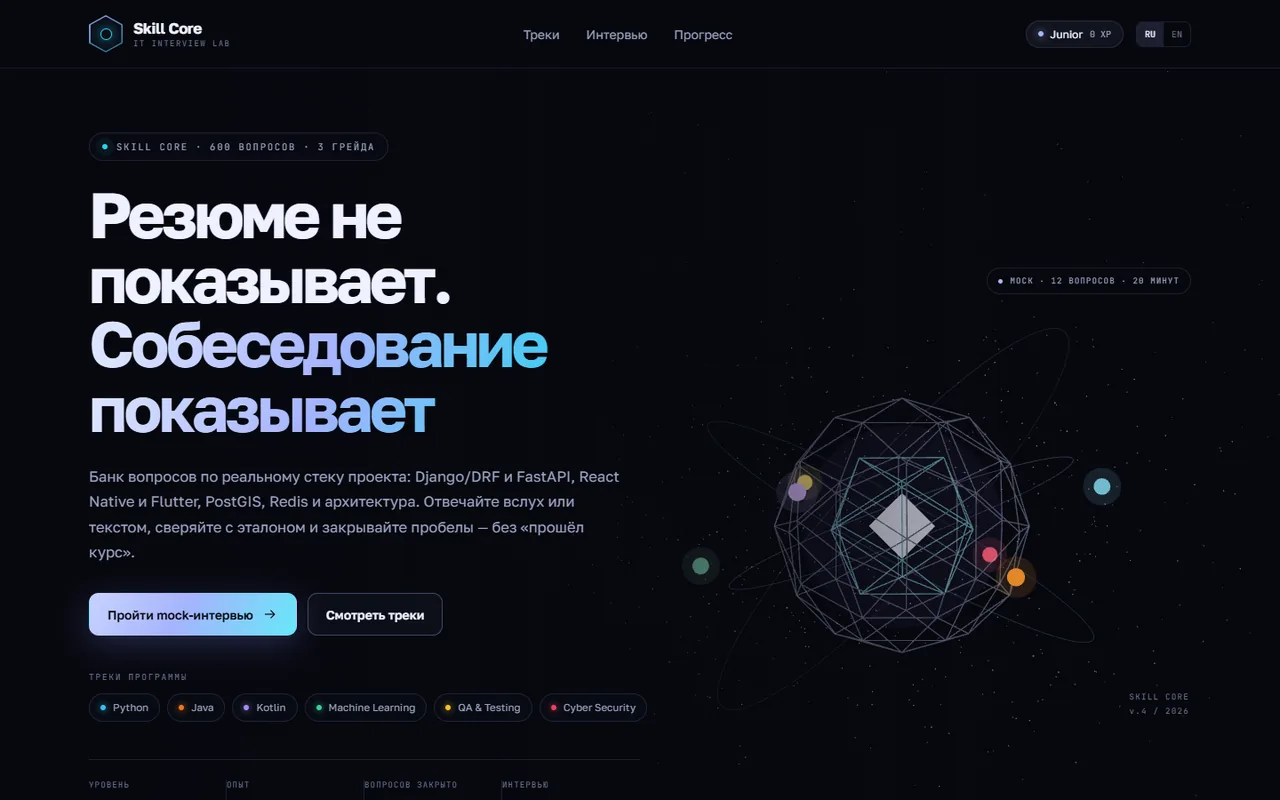 Skill Core
IT INTERVIEW LAB
Треки
Интервью
Прогресс
Junior 0 XP
RU EN
SKILL CORE · 600 ВОПРОСОВ · 3 ГРЕЙДА
Резюме не
показывает.
Собеседование
показывает
МОСК · 12 ВОПРОСОВ · 20 МИНУТ
Банк вопросов по реальному стеку проекта: Django/DRF и FastAPI, React
Native и Flutter, PostGIS, Redis и архитектура. Отвечайте вслух или
текстом, сверяйте с эталоном и закрывайте пробелы — без «прошёл
курс».
Пройти mock-интервью →
Смотреть треки
ТРЕКИ ПРОГРАММЫ
Python
Java
Kotlin
Machine Learning
QA & Testing
Cyber Security
SKILL CORE
v.4 / 2026
УРОВЕНЬ
ОПЫТ
ВОПРОСОВ ЗАКРЫТО
ИНТЕРВЬЮ